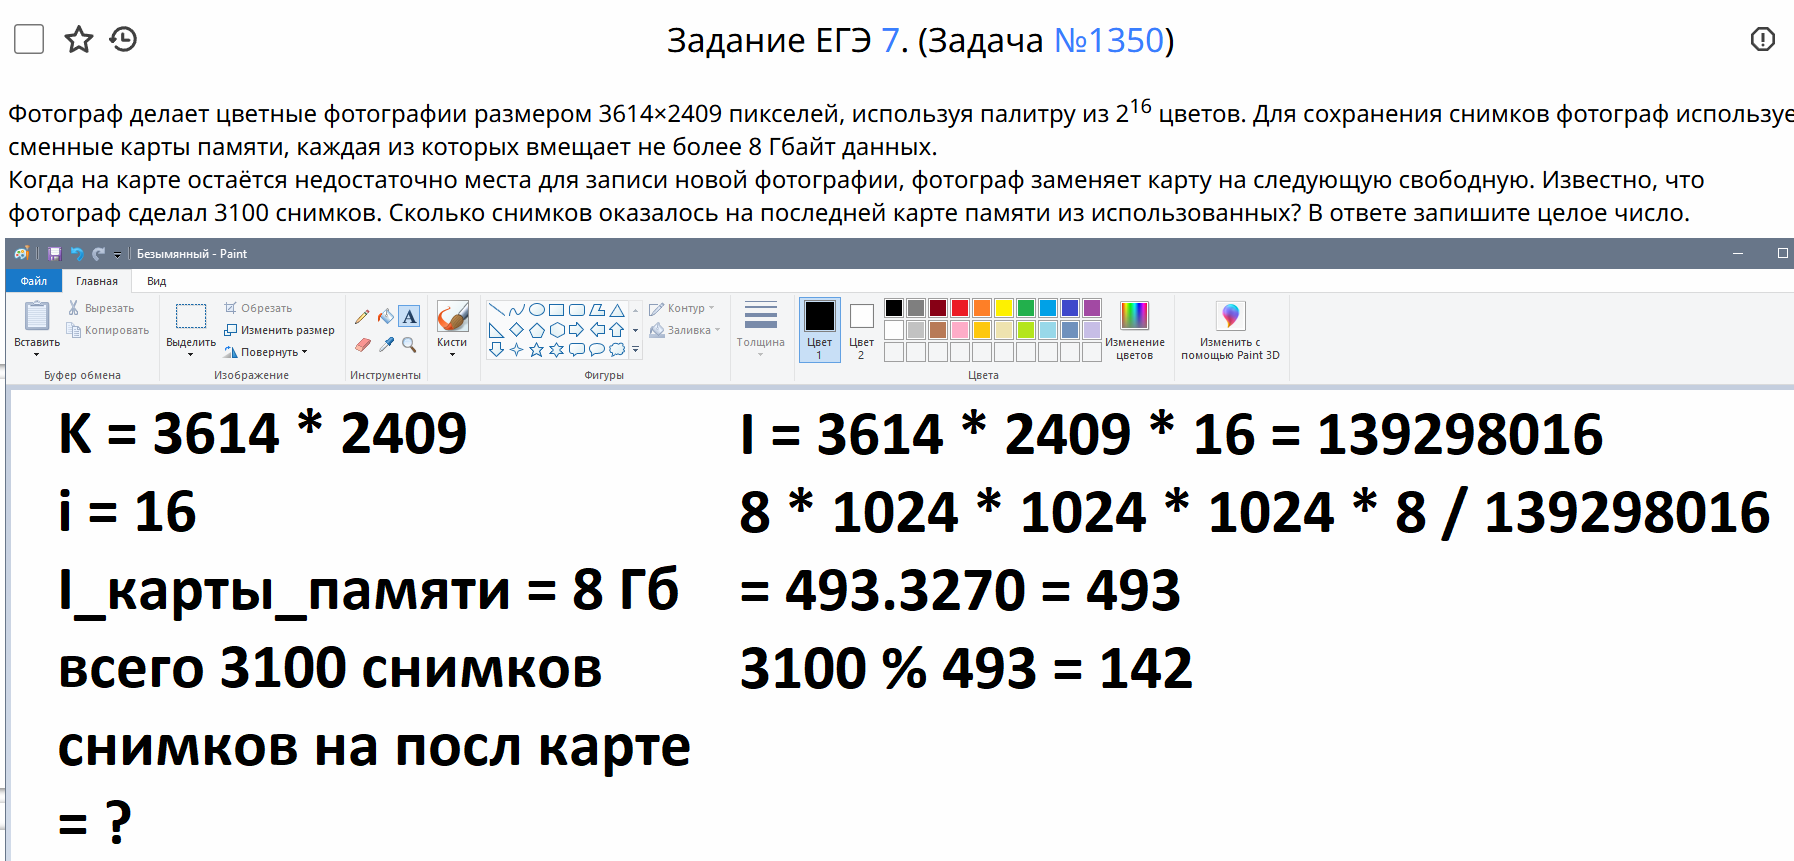 Задание ЕГЭ 7. (Задача №1350)
Фотограф делает цветные фотографии размером 3614×2409 пикселей, используя палитру из 2^16 цветов. Для сохранения снимков фотограф используе
сменные карты памяти, каждая из которых вмещает не более 8 Гбайт данных.
Когда на карте остаётся недостаточно места для записи новой фотографии, фотограф заменяет карту на следующую свободную. Известно, что
фотограф сделал 3100 снимков. Сколько снимков оказалось на последней карте памяти из использованных? В ответе запишите целое число.
Безымянный - Paint
Файл Главная Вид
Вставить
Вырезать
Копировать
Буфер обмена
Выделить
Обрезать
Изменить размер
Повернуть
Изображение
A
Инструменты
Кисти
Контур
Заливка
Фигуры
Толщина
Цвет
1
Цвет
2
Изменение
цветов
Цвета
Изменить с
помощью Paint 3D
K = 3614 * 2409
i = 16
I_карты_памяти = 8 Гб
всего 3100 снимков
снимков на посл карте
= ?
I = 3614 * 2409 * 16 = 139298016
8 * 1024 * 1024 * 1024 * 8 / 139298016
= 493.3270 = 493
3100 % 493 = 142